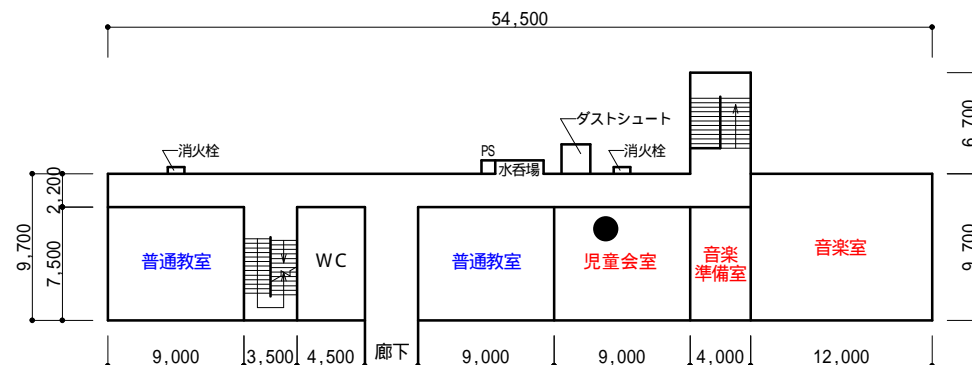 54,500
ダストシュート
消火栓
PS
水呑場
消火栓
6,700
2,200
9,700
7,500
9,700
普通教室
WC
普通教室
児童会室
音楽
準備室
音楽室
9,000
3,500
4,500
廊下
9,000
9,000
4,000
12,000